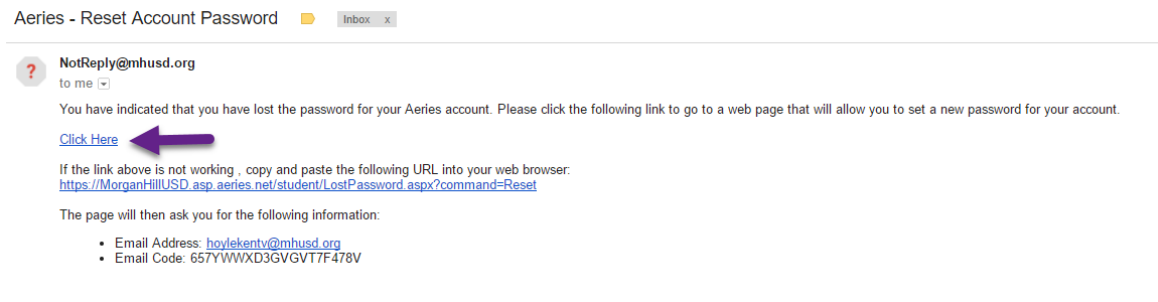 Aeries - Reset Account Password Inbox x
?
NotReply@mhusd.org
to me
You have indicated that you have lost the password for your Aeries account. Please click the following link to go to a web page that will allow you to set a new password for your account.
Click Here
If the link above is not working , copy and paste the following URL into your web browser:
https://MorganHillUSD.asp.aeries.net/student/LostPassword.aspx?command=Reset
The page will then ask you for the following information:
• Email Address: hoylekentv@mhusd.org
• Email Code: 657YWWXD3GVGVT7F478V